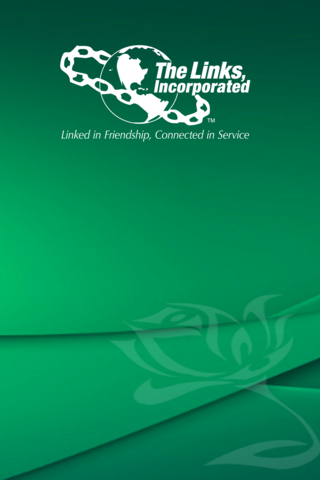 The Links,
Incorporated
TM
Linked in Friendship, Connected in Service